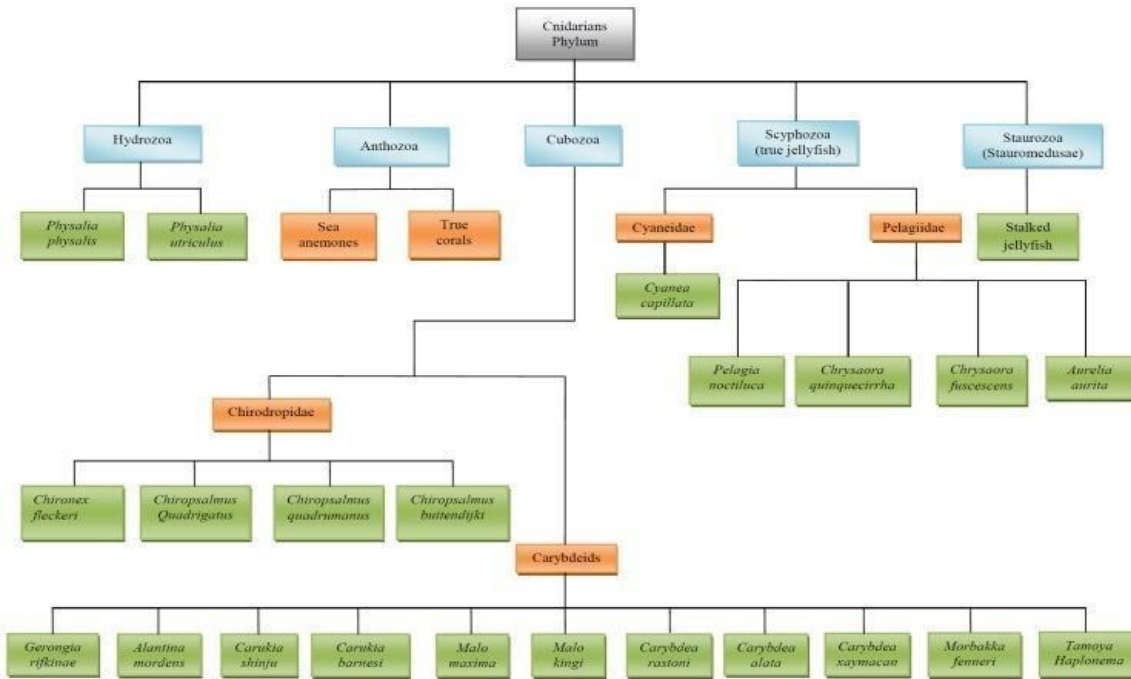 Cnidarians
Phylum
Hydrozoa
Anthozoa
Cubozoa
Scyphozoa
(true jellyfish)
Staurozoa
(Stauromedusae)
Physalia
physalis
Physalia
utriculus
Sea
anemones
True
corals
Cyaneidae
Pelagiidae
Stalked
jellyfish
Cyanea
capillata
Pelagia
noctiluca
Chrysaora
quinquecirrha
Chrysaora
fuscescens
Aurelia
aurita
Chirodropidae
Chironex
fleckeri
Chiropsalmus
Quadrigatus
Chiropsalmus
quadrumanus
Chiropsalmus
buitendijki
Carybdeids
Gerongia
rifkinae
Alantina
mordens
Carukia
shinju
Carukia
barnesi
Malo
maxima
Malo
kingi
Carybdea
rastoni
Carybdea
alata
Carybdea
xaymacan
Morbakka
fenneri
Tamoya
Haplonema